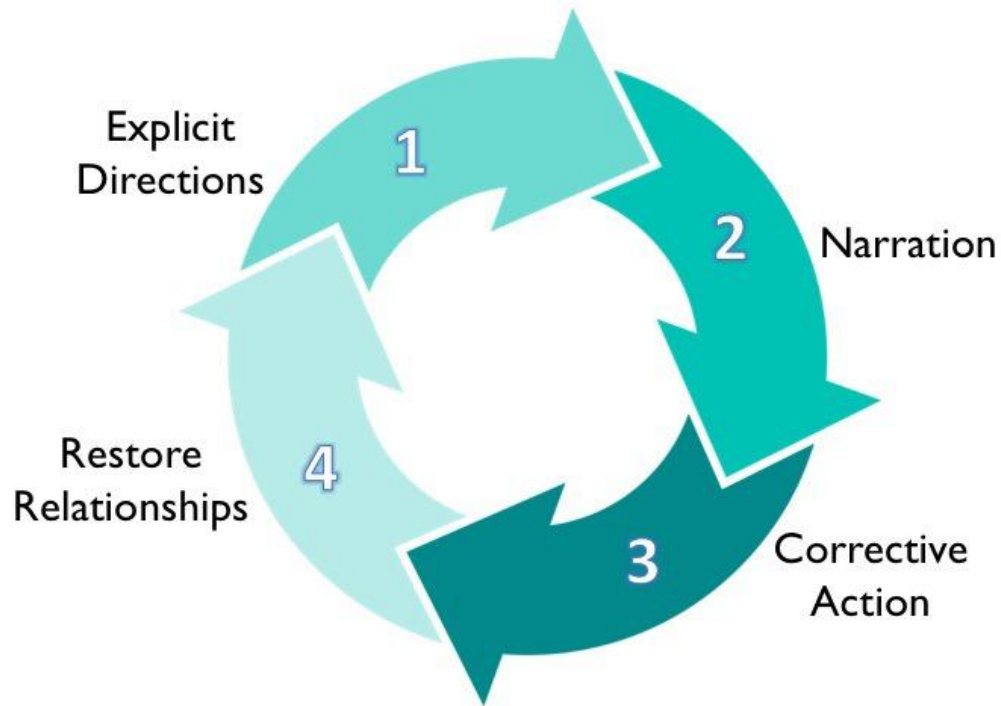 1
Explicit
Directions
2
Narration
3
Corrective
Action
4
Restore
Relationships